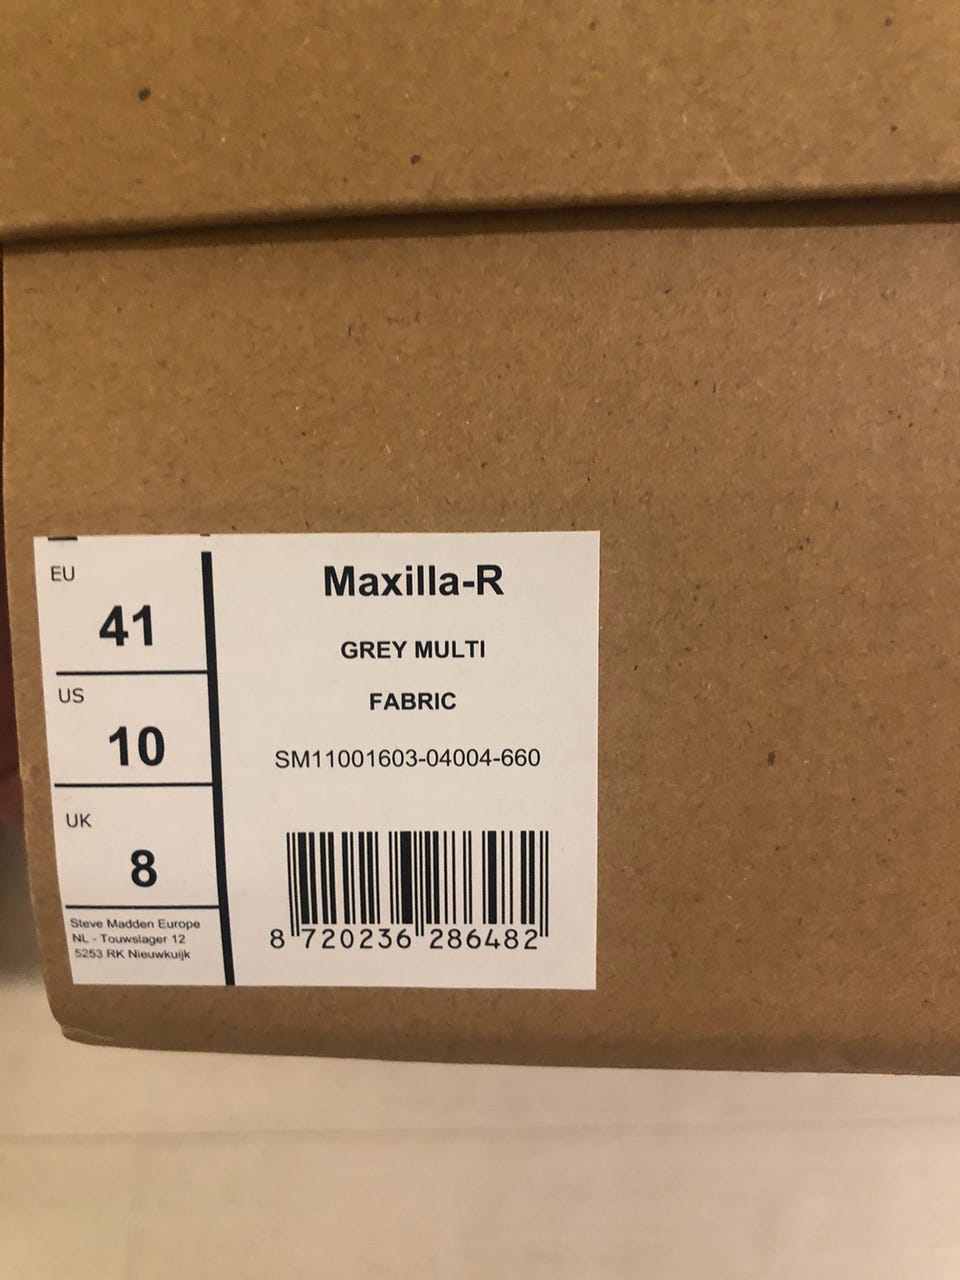 EU
41
US
10
UK
8
Steve Madden Europe
NL - Touwslager 12
5253 RK Nieuwkuijk
Maxilla-R
GREY MULTI
FABRIC
SM11001603-04004-660
8 720236 286482